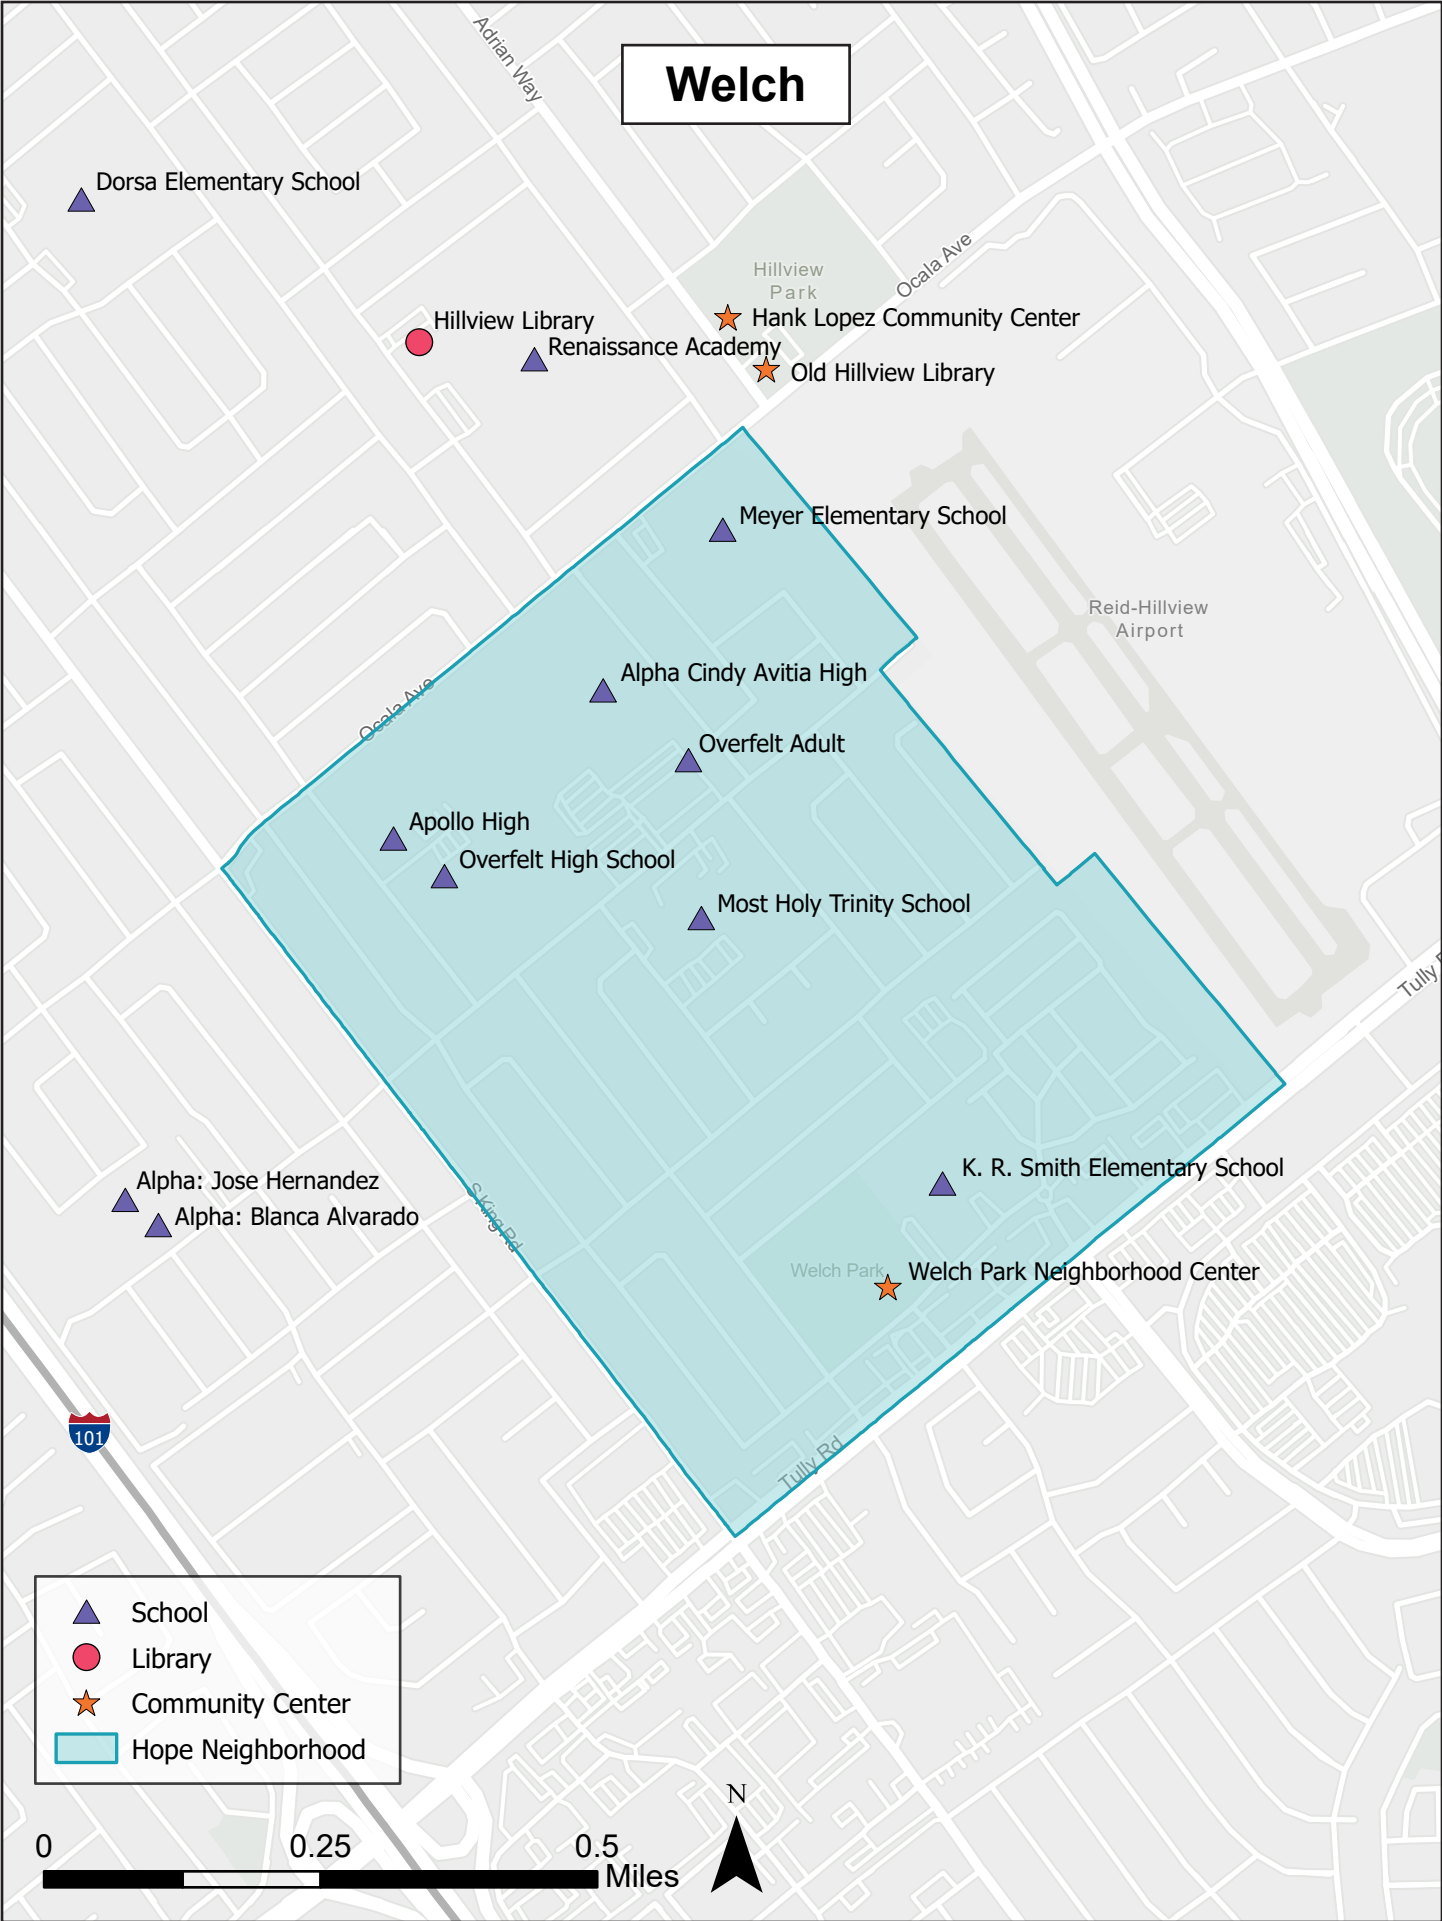 Adrian Way
Welch
Dorsa Elementary School
Ocala Ave
Hillview
Park
Hillview Library
Hank Lopez Community Center
Renaissance Academy
Old Hillview Library
Meyer Elementary School
Reid-Hillview
Airport
Alpha Cindy Avitia High
Ocala Ave
Overfelt Adult
Apollo High
Overfelt High School
Most Holy Trinity School
Tully
K. R. Smith Elementary School
Alpha: Jose Hernandez
Alpha: Blanca Alvarado
S King Rd
Welch Park
Welch Park Neighborhood Center
101
Tully Rd
School
Library
Community Center
Hope Neighborhood
N
0
0.25
0.5
Miles